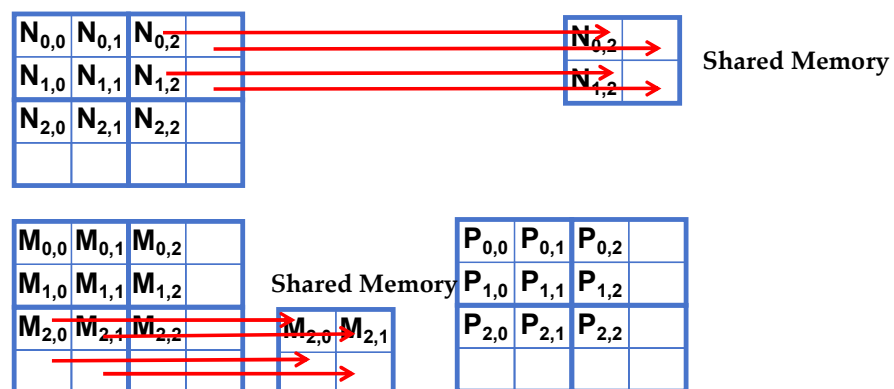 N0,0 N0,1 N0,2 N0,2
Shared Memory
N1,0 N1,1 N1,2 N1,2
N2,0 N2,1 N2,2
M0,0 M0,1 M0,2 P0,0 P0,1 P0,2
M1,0 M1,1 M1,2 Shared Memory P1,0 P1,1 P1,2
M2,0 M2,1 M2,2 M2,0 M2,1 P2,0 P2,1 P2,2